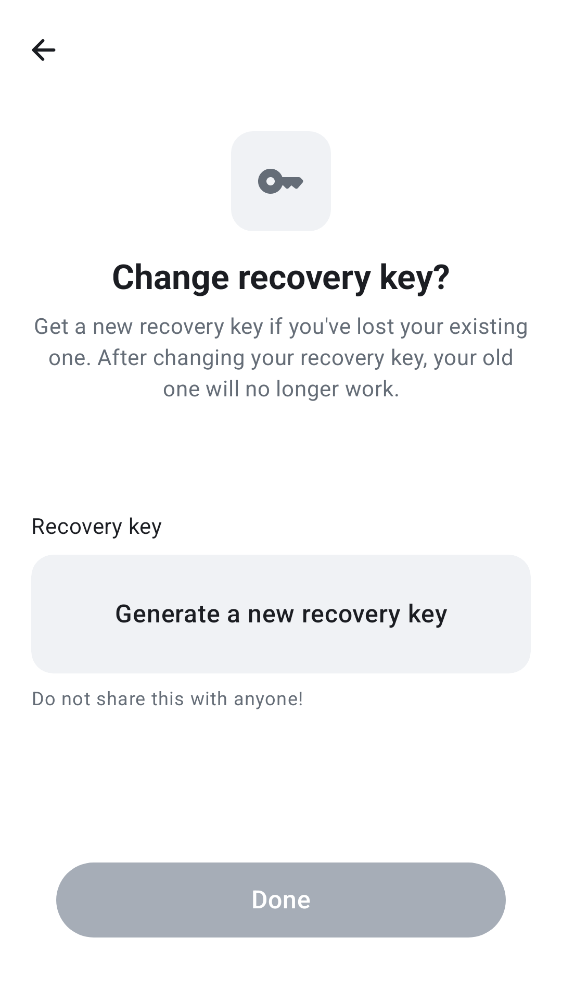 Change recovery key?
Get a new recovery key if you've lost your existing
one. After changing your recovery key, your old
one will no longer work.
Recovery key
Generate a new recovery key
Do not share this with anyone!
Done